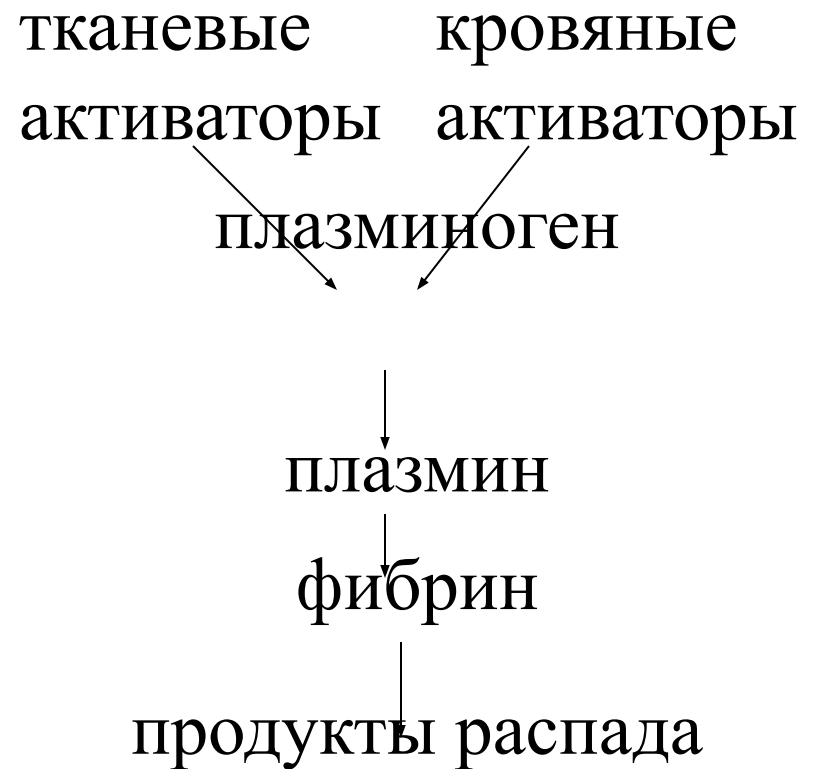 тканевые кровяные
активаторы активаторы
плазминоген
плазмин
фибрин
продукты распада